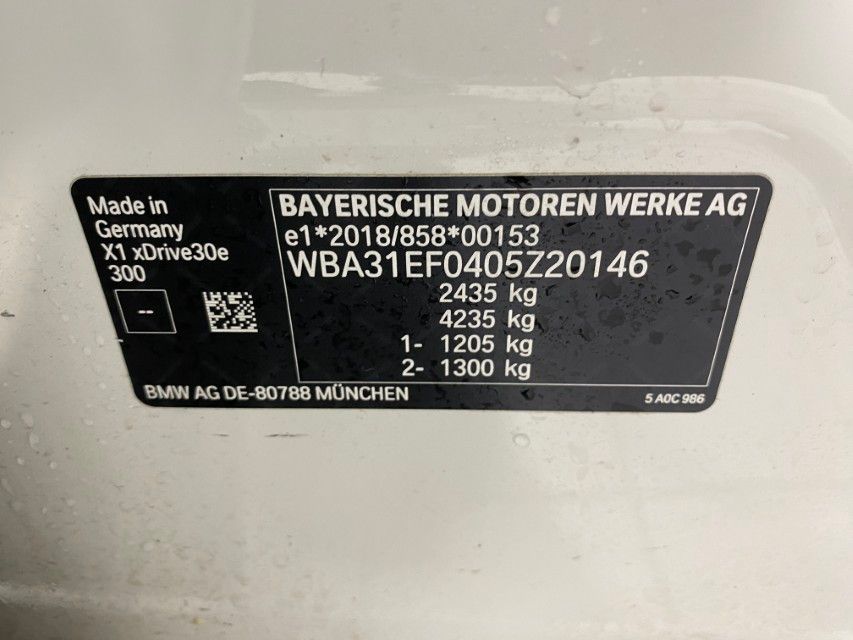 Made in
Germany
X1 xDrive30e
300
--
BAYERISCHE MOTOREN WERKE AG
e1*2018/858*00153
WBA31EF0405Z20146
2435 kg
4235 kg
1- 1205 kg
2- 1300 kg
BMW AG DE-80788 MÜNCHEN
5 A0C 986